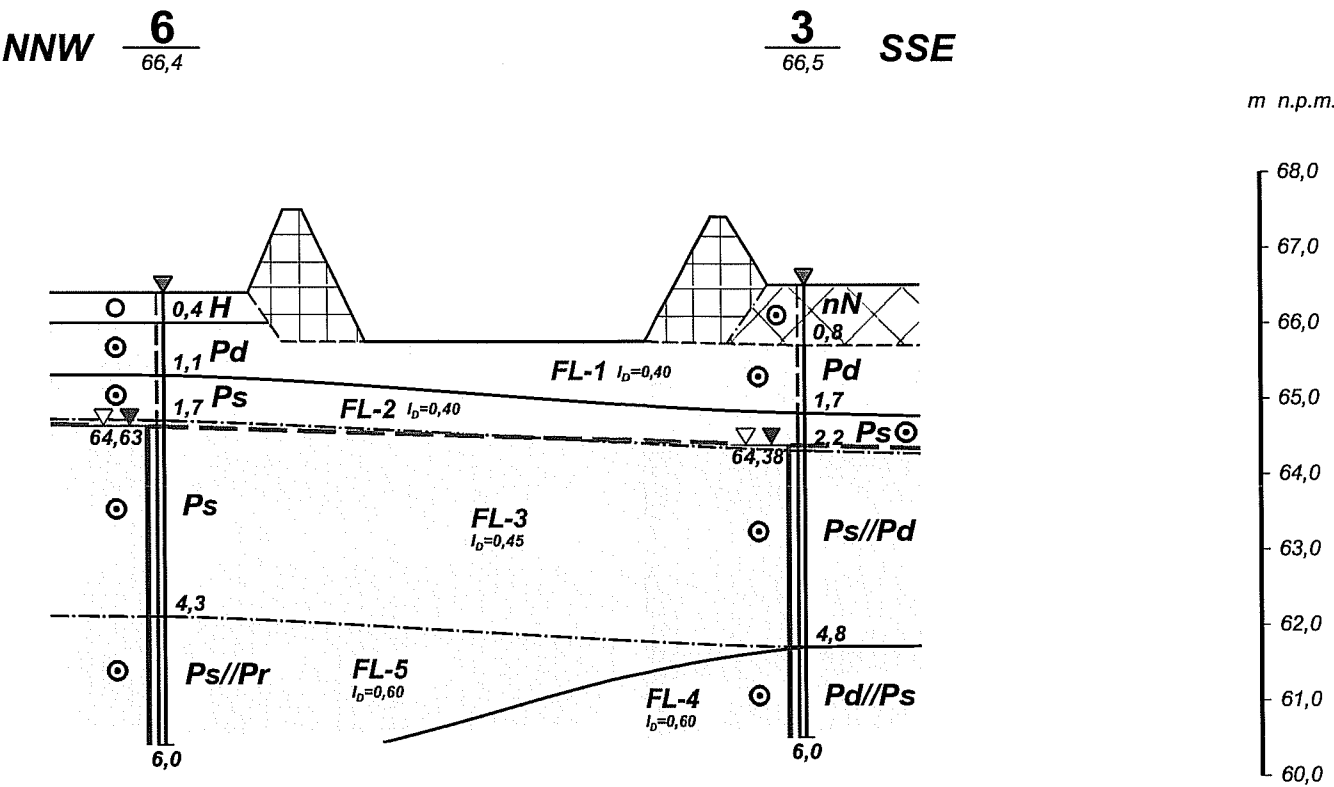 NNW 6 3 SSE
66,4 66,5
m n.p.m.
68,0
67,0
0,4 H nN
0,8 66,0
1,1 Pd FL-1 I_D=0,40 Pd
Ps 1,7 65,0
1,7 FL-2 I_D=0,40
64,63 64,38 2,2 Ps
64,0
Ps FL-3 Ps//Pd
I_D=0,45
63,0
4,3 62,0
4,8
Ps//Pr FL-5 FL-4 Pd//Ps
I_D=0,60 I_D=0,60
61,0
6,0 6,0
60,0